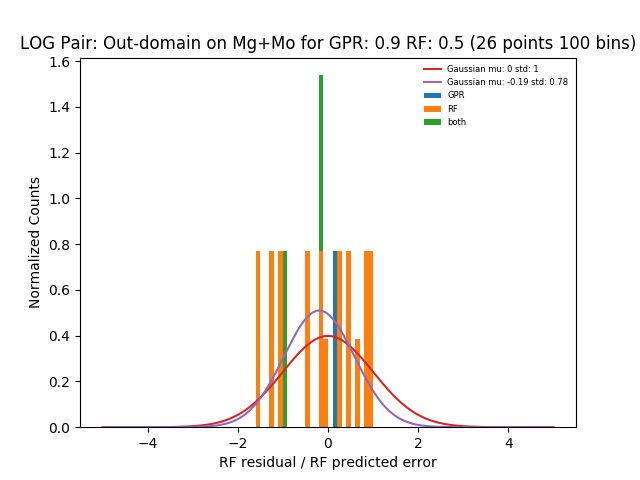 LOG Pair: Out-domain on Mg+Mo for GPR: 0.9 RF: 0.5 (26 points 100 bins)
Gaussian mu: 0 std: 1
Gaussian mu: -0.19 std: 0.78
GPR
RF
both
Normalized Counts
1.6
1.4
1.2
1.0
0.8
0.6
0.4
0.2
0.0
−4 −2 0 2 4
RF residual / RF predicted error